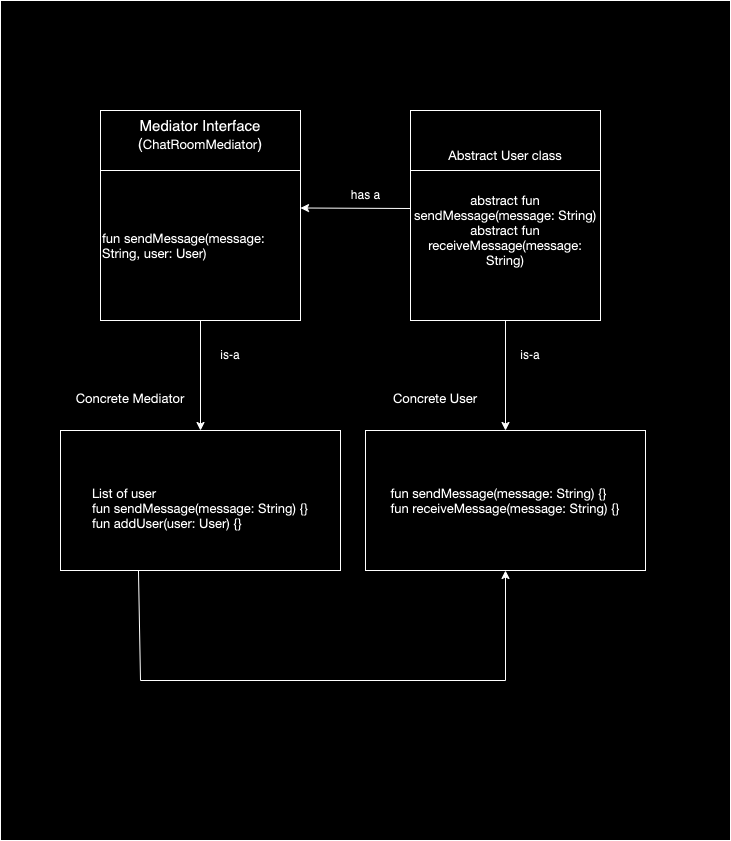 Mediator Interface
(ChatRoomMediator)
Abstract User class
fun sendMessage(message:
String, user: User)
has a
abstract fun
sendMessage(message: String)
abstract fun
receiveMessage(message:
String)
is-a
is-a
Concrete Mediator
Concrete User
List of user
fun sendMessage(message: String) {}
fun addUser(user: User) {}
fun sendMessage(message: String) {}
fun receiveMessage(message: String) {}